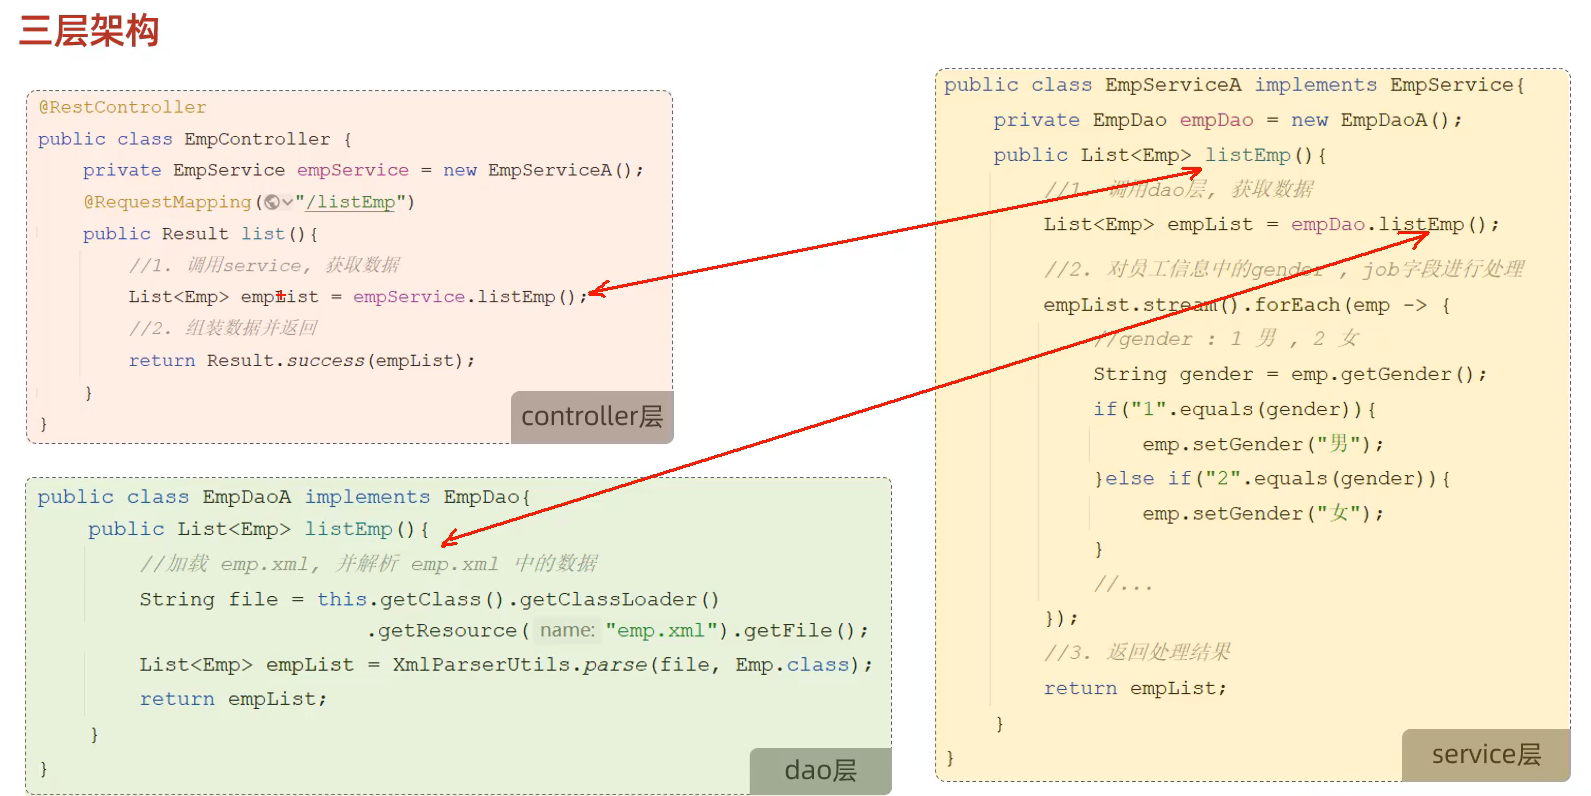 三层架构
@RestController
public class EmpController {
private EmpService empService = new EmpServiceA();
@RequestMapping("/listEmp")
public Result list(){
//1. 调用service, 获取数据
List<Emp> empList = empService.listEmp();
//2. 组装数据并返回
return Result.success(empList);
}
}
controller层
public class EmpDaoA implements EmpDao{
public List<Emp> listEmp(){
//加载 emp.xml, 并解析 emp.xml 中的数据
String file = this.getClass().getClassLoader()
.getResource( name: "emp.xml").getFile();
List<Emp> empList = XmlParserUtils.parse(file, Emp.class);
return empList;
}
}
dao层
public class EmpServiceA implements EmpService{
private EmpDao empDao = new EmpDaoA();
public List<Emp> listEmp(){
//1. 调用dao层, 获取数据
List<Emp> empList = empDao.listEmp();
//2. 对员工信息中的gender , job字段进行处理
empList.stream().forEach(emp -> {
//gender : 1 男 , 2 女
String gender = emp.getGender();
if("1".equals(gender)){
emp.setGender("男");
}else if("2".equals(gender)){
emp.setGender("女");
}
//...
});
//3. 返回处理结果
return empList;
}
}
service层